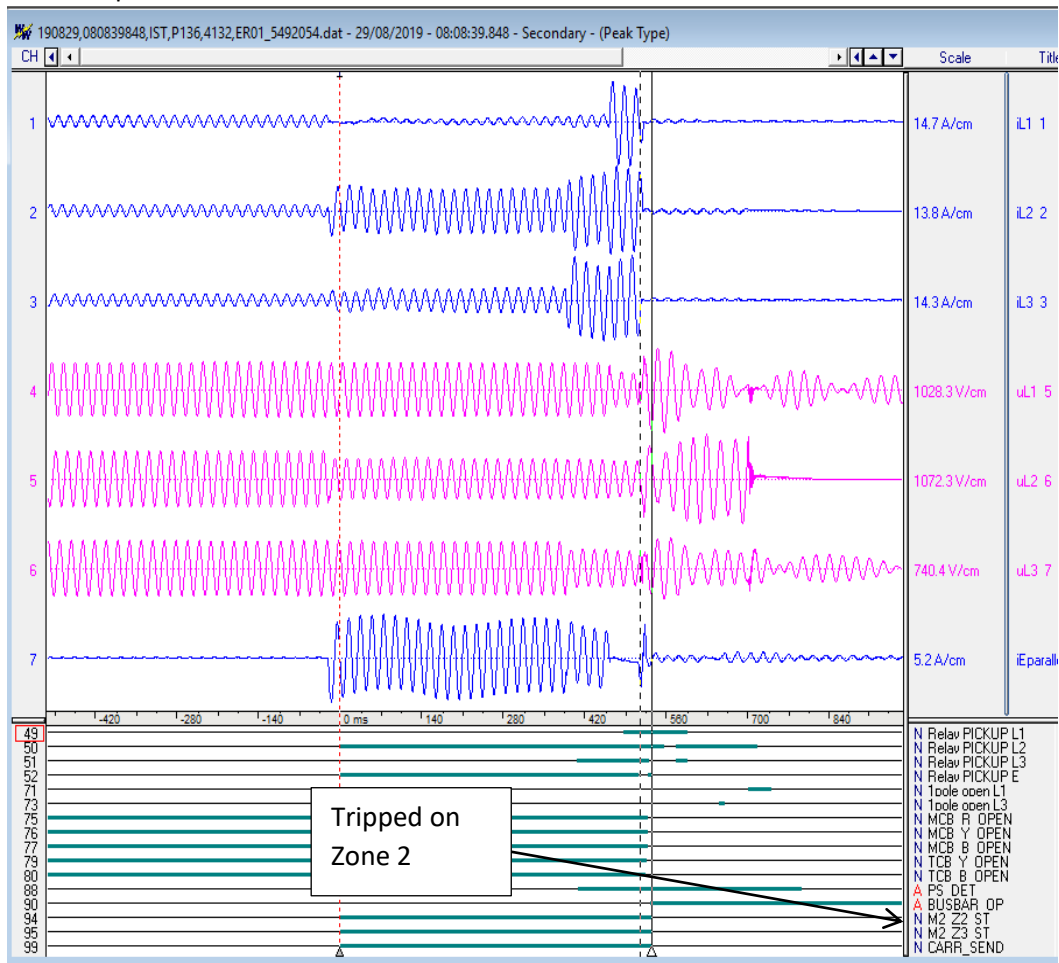 190829,080839848,IST,P136,4132,ER01_5492054.dat - 29/08/2019 - 08:08:39.848 - Secondary - (Peak Type)
CH Scale Title
1 14.7 A/cm iL1 1
2 13.8 A/cm iL2 2
3 14.3 A/cm iL3 3
4 1028.3 V/cm uL1 5
5 1072.3 V/cm uL2 6
6 740.4 V/cm uL3 7
7 5.2 A/cm iEparalle
-420 -280 -140 0 ms 140 280 420 560 700 840
49 N Relay PICKUP L1
50 N Relay PICKUP L2
51 N Relay PICKUP L3
52 N Relay PICKUP E
71 N 1pole open L1
73 N 1pole open L3
75 N MCB R OPEN
76 N MCB Y OPEN
77 N MCB B OPEN
79 N TCB Y OPEN
80 N TCB B OPEN
88 A PS DET
90 A BUSBAR OP
94 N M2 Z2 ST
95 N M2 Z3 ST
99 N CARR_SEND
Tripped on
Zone 2